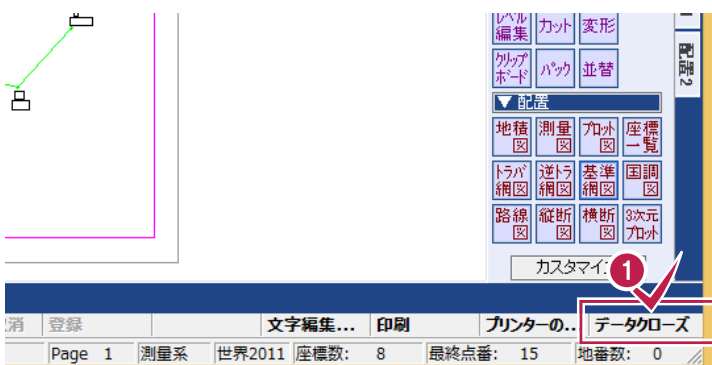 レベル編集 カット 変形
クリップボード パック 並替
▼ 配置
地積図 測量図 プロット図 座標一覧
トラバ網図 逆トラ網図 基準網図 国調図
路線図 縦断図 横断図 3次元プロット
配置2
カスタマイ
1
取消 登録 文字編集... 印刷 プリンターの... データクローズ
Page 1 測量系 世界2011 座標数: 8 最終点番: 15 地番数: 0